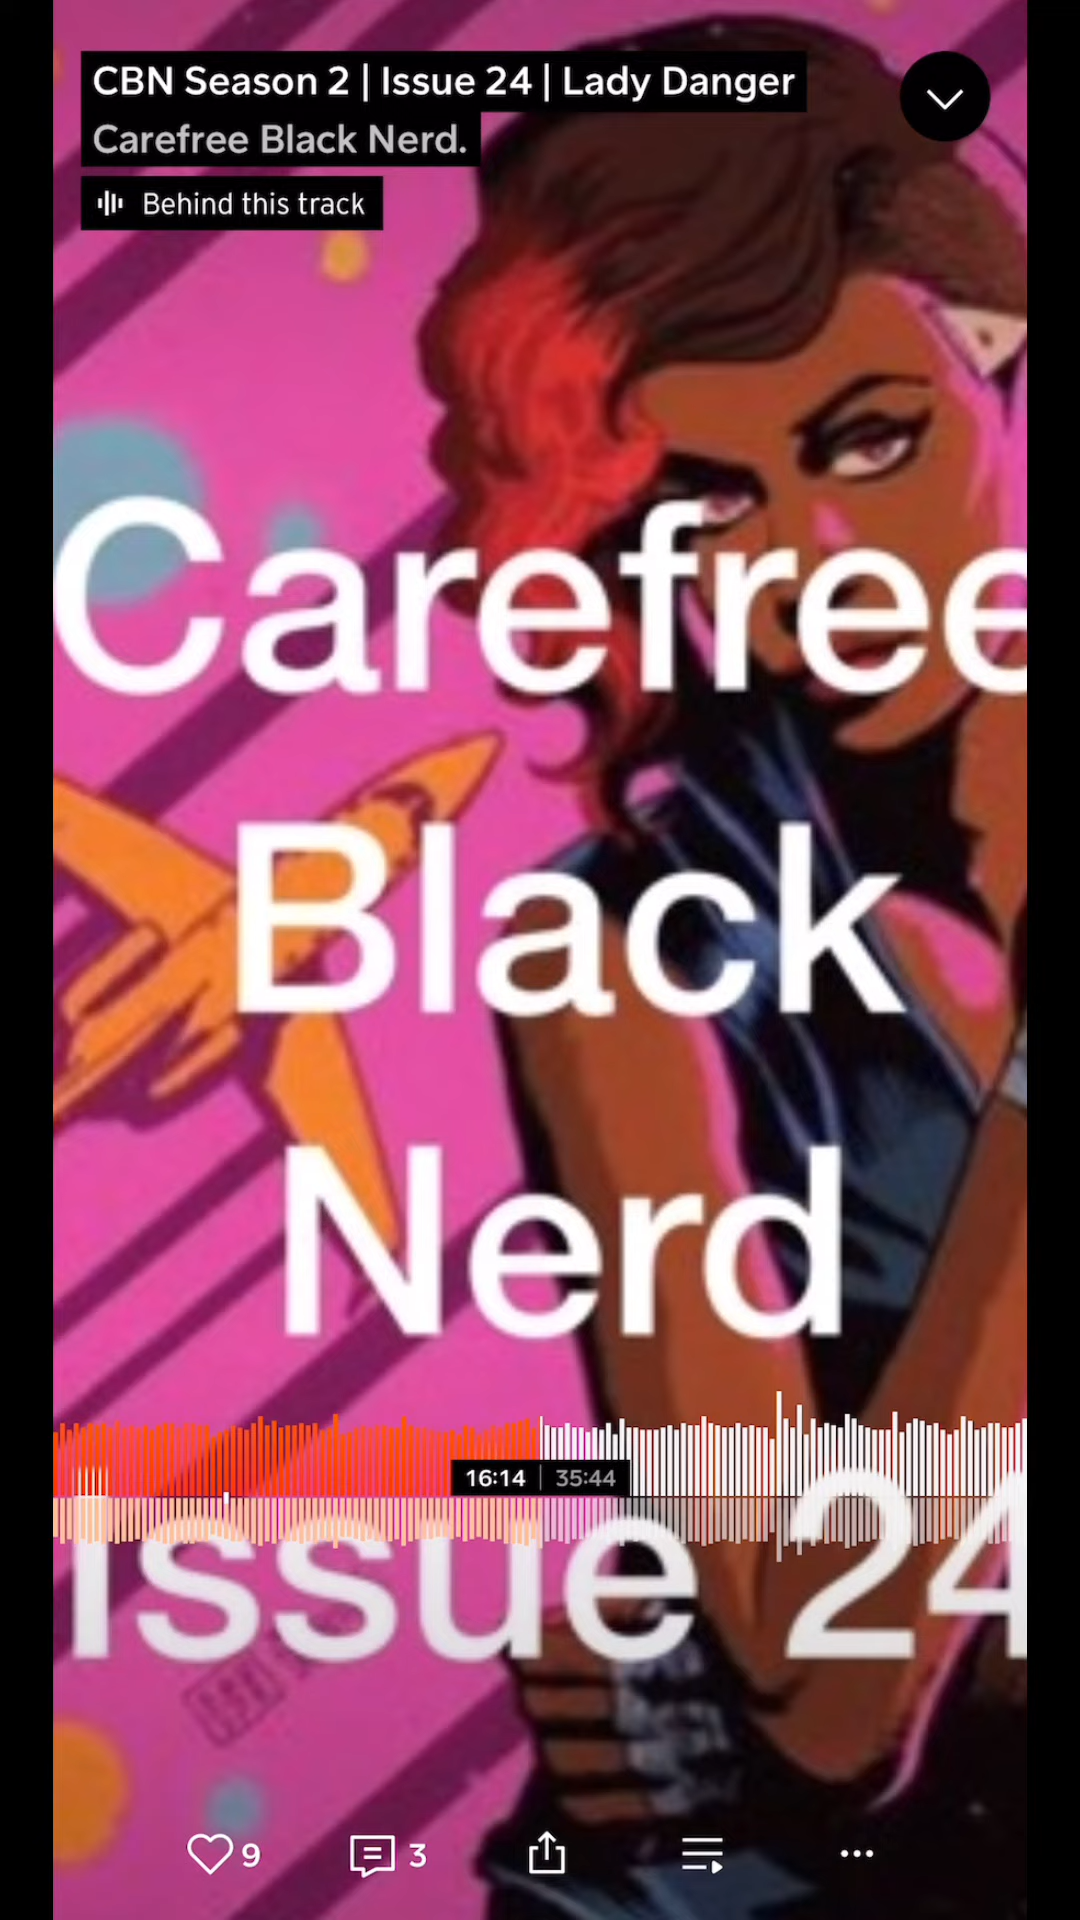 CBN Season 2 | Issue 24 | Lady Danger
Carefree Black Nerd.
Behind this track
Carefree
Black
Nerd
16:14 | 35:44
Issue 24
9
3